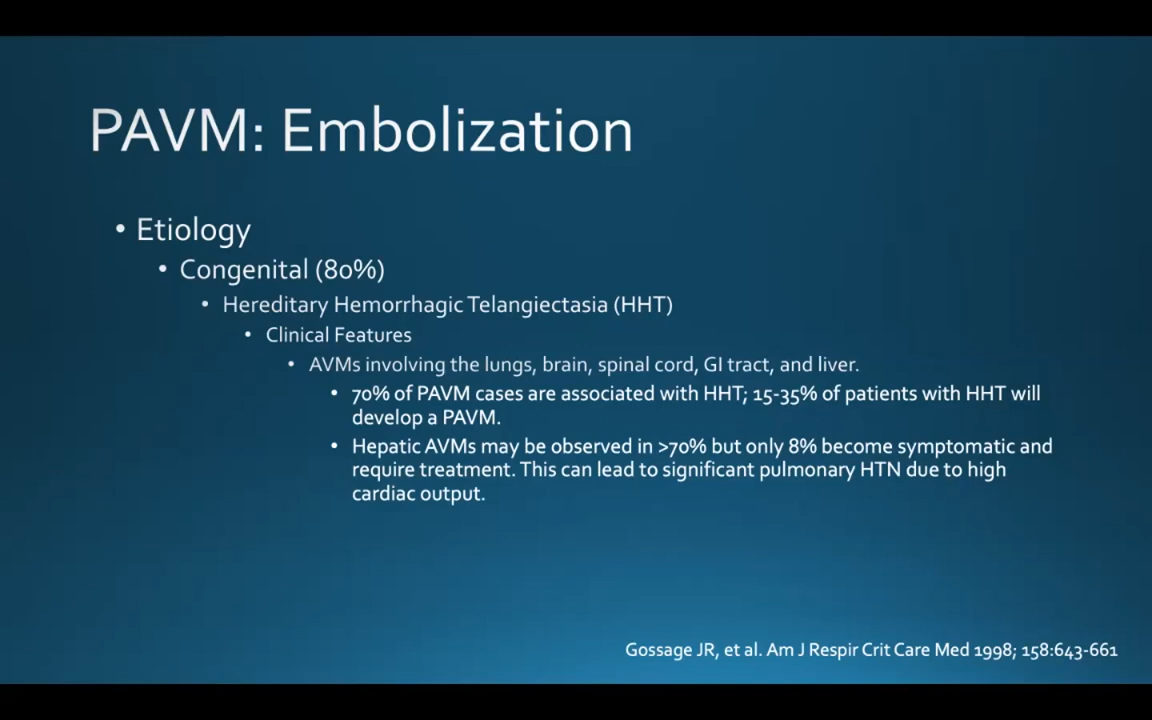 PAVM: Embolization
• Etiology
• Congenital (80%)
• Hereditary Hemorrhagic Telangiectasia (HHT)
• Clinical Features
• AVMs involving the lungs, brain, spinal cord, GI tract, and liver.
• 70% of PAVM cases are associated with HHT; 15-35% of patients with HHT will
develop a PAVM.
• Hepatic AVMs may be observed in >70% but only 8% become symptomatic and
require treatment. This can lead to significant pulmonary HTN due to high
cardiac output.
Gossage JR, et al. Am J Respir Crit Care Med 1998; 158:643-661